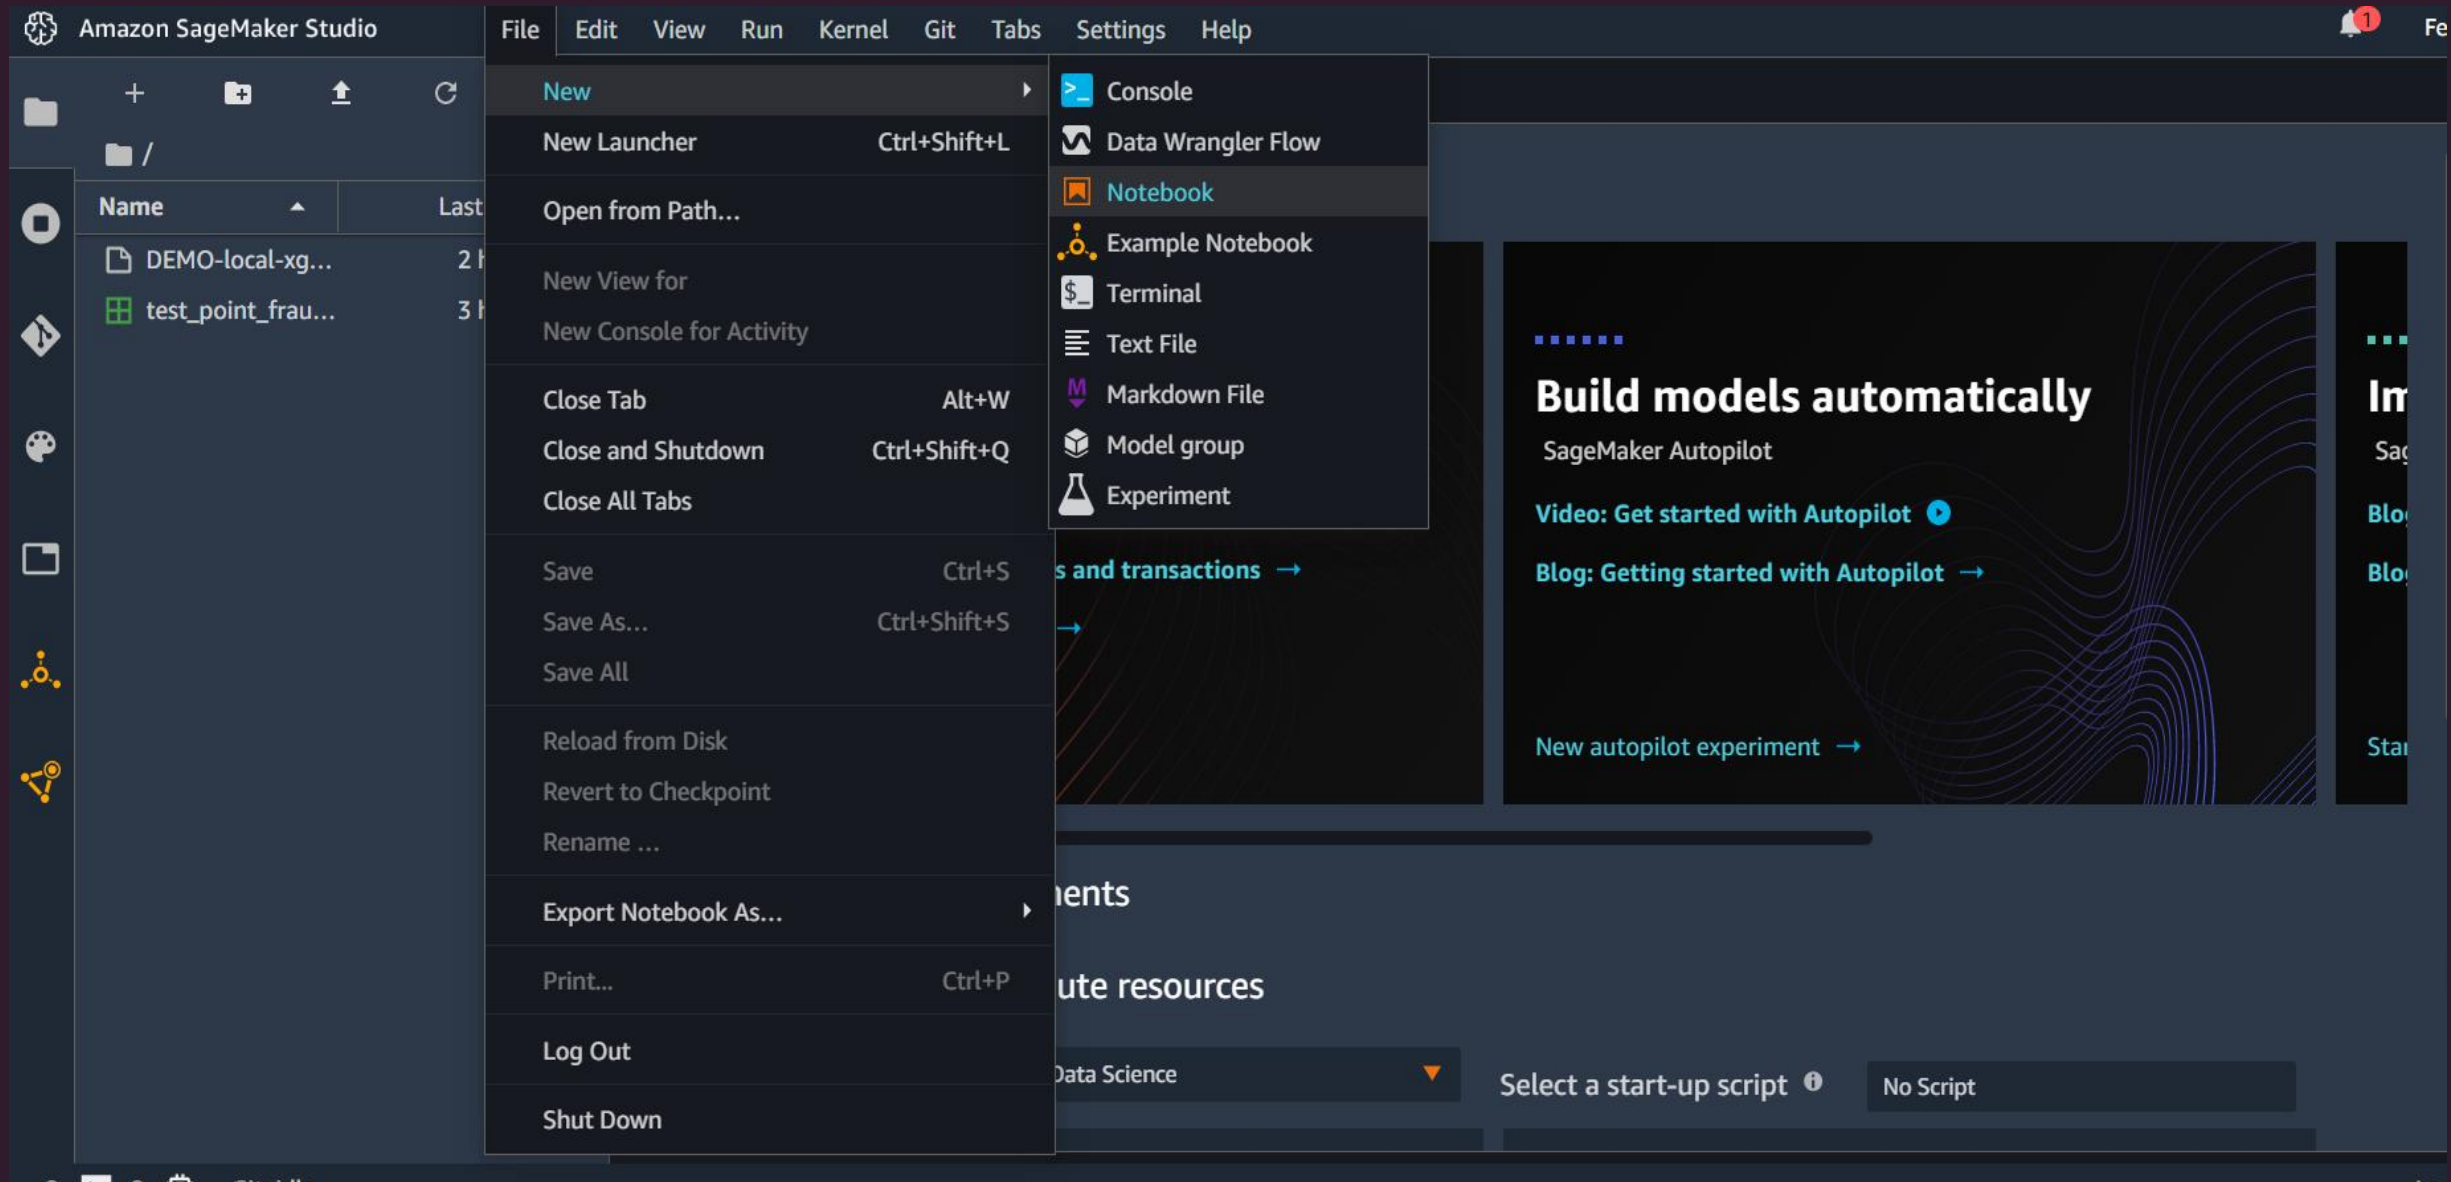 Amazon SageMaker Studio
File Edit View Run Kernel Git Tabs Settings Help
1
/
Name
Last
DEMO-local-xg...
2
test_point_frau...
3
New
New Launcher Ctrl+Shift+L
Open from Path...
New View for
New Console for Activity
Close Tab Alt+W
Close and Shutdown Ctrl+Shift+Q
Close All Tabs
Save Ctrl+S
Save As... Ctrl+Shift+S
Save All
Reload from Disk
Revert to Checkpoint
Rename ...
Export Notebook As...
Print... Ctrl+P
Log Out
Shut Down
Console
Data Wrangler Flow
Notebook
Example Notebook
$_ Terminal
Text File
M Markdown File
Model group
Experiment
s and transactions →
→
Build models automatically
SageMaker Autopilot
Video: Get started with Autopilot
Blog: Getting started with Autopilot →
New autopilot experiment →
ents
ute resources
Data Science
Select a start-up script
No Script